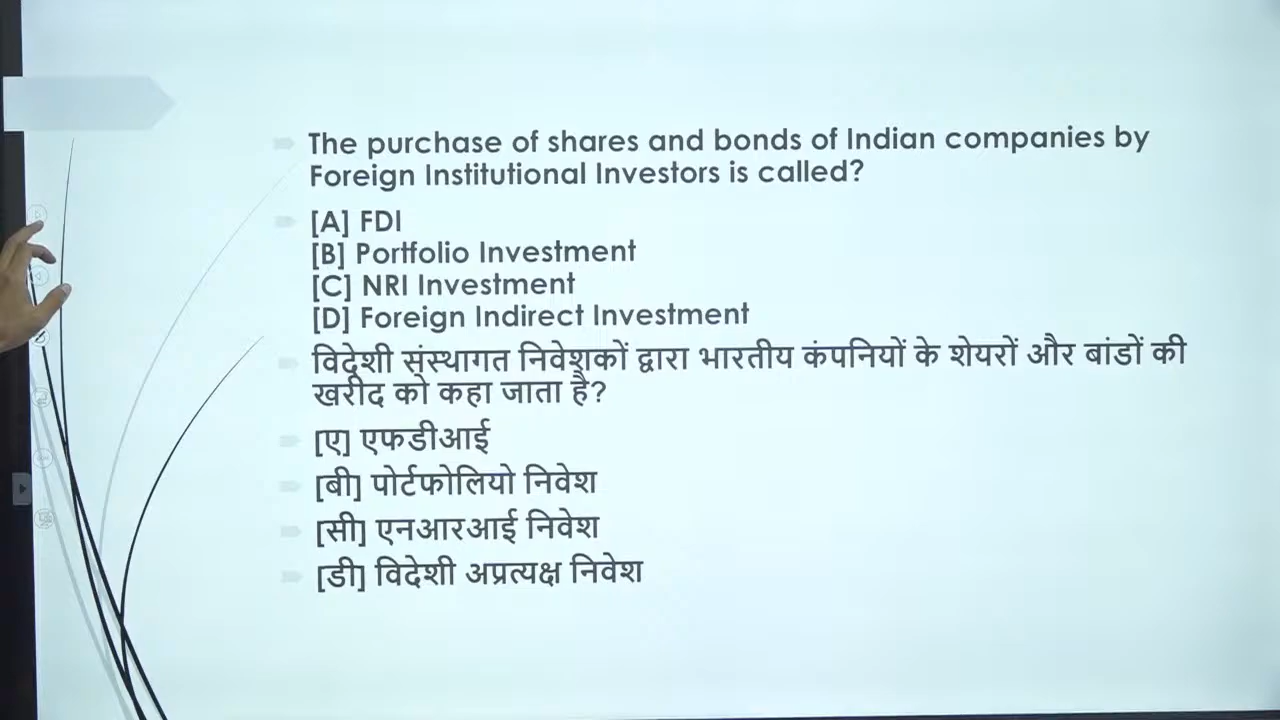 The purchase of shares and bonds of Indian companies by
Foreign Institutional Investors is called?
[A] FDI
[B] Portfolio Investment
[C] NRI Investment
[D] Foreign Indirect Investment
विदेशी संस्थागत निवेशकों द्वारा भारतीय कंपनियों के शेयरों और बांडों की
खरीद को कहा जाता है?
[ए] एफडीआई
[बी] पोर्टफोलियो निवेश
[सी] एनआरआई निवेश
[डी] विदेशी अप्रत्यक्ष निवेश